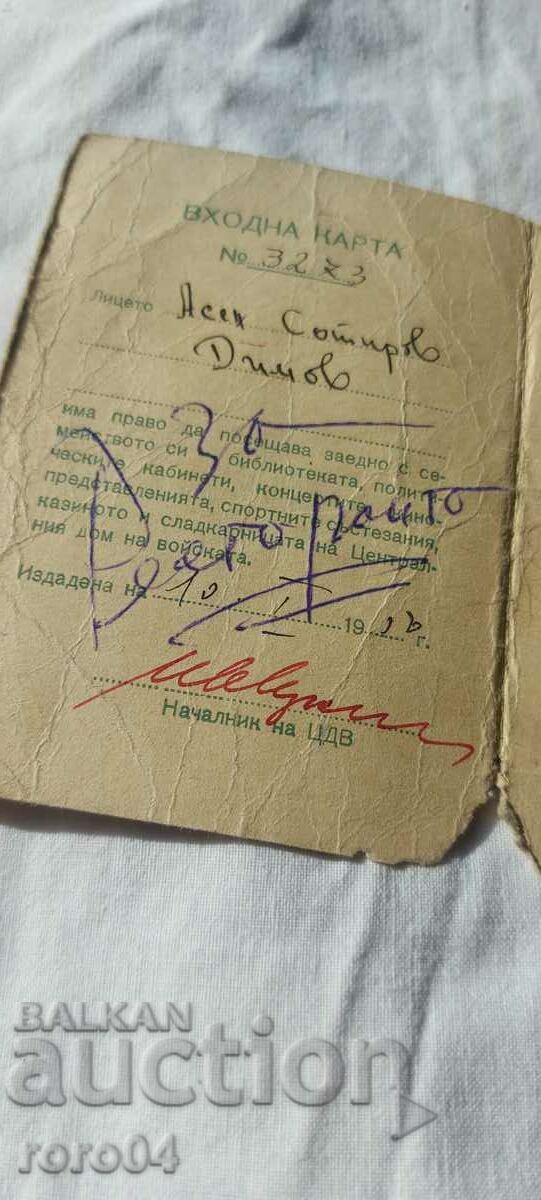 ВХОДНА КАРТА
№ 3273
Лицето Асен Сотиров
Димов
има право да посещава заедно с се-
мейството си библиотеката, полити-
ческите кабинети, концертите, кино-
представленията, спортните състезания,
казиното и сладкарницата на Централ-
ния дом на войската.
Издадена на 10 I 19 г.
Началник на ЦДВ
BALKAN
auction
roro04